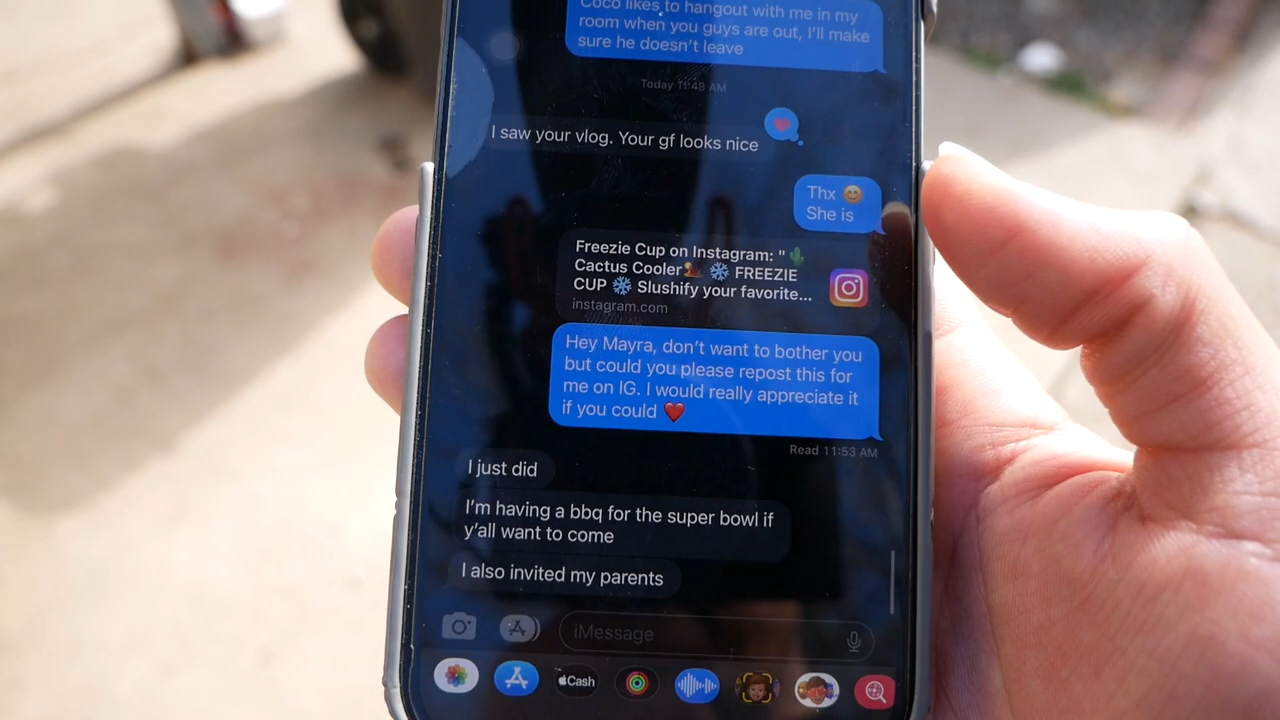 Coco likes to hangout with me in my
room when you guys are out, I'll make
sure he doesn't leave
Today 11:48 AM
I saw your vlog. Your gf looks nice
Thx 😊
She is
Freezie Cup on Instagram: "🌵
Cactus Cooler🐫 ❄️ FREEZIE
CUP ❄️ Slushify your favorite...
instagram.com
Hey Mayra, don't want to bother you
but could you please repost this for
me on IG. I would really appreciate it
if you could ❤️
Read 11:53 AM
I just did
I'm having a bbq for the super bowl if
y'all want to come
I also invited my parents
iMessage
Cash